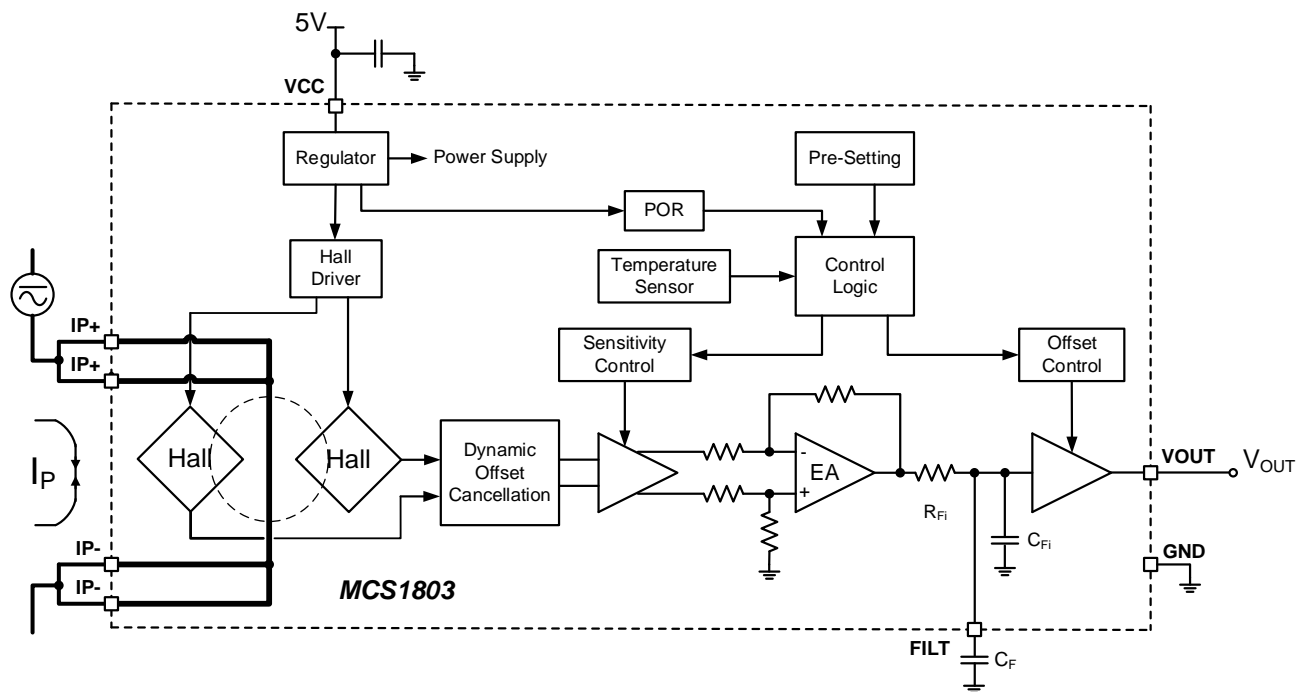 5V
VCC
Regulator
Power Supply
Pre-Setting
POR
Hall
Driver
Temperature
Sensor
Control
Logic
IP+
IP+
Sensitivity
Control
Offset
Control
Hall
Hall
Dynamic
Offset
Cancellation
-
EA
+
VOUT
VOUT
IP
RFi
CFi
IP-
IP-
GND
MCS1803
FILT
CF